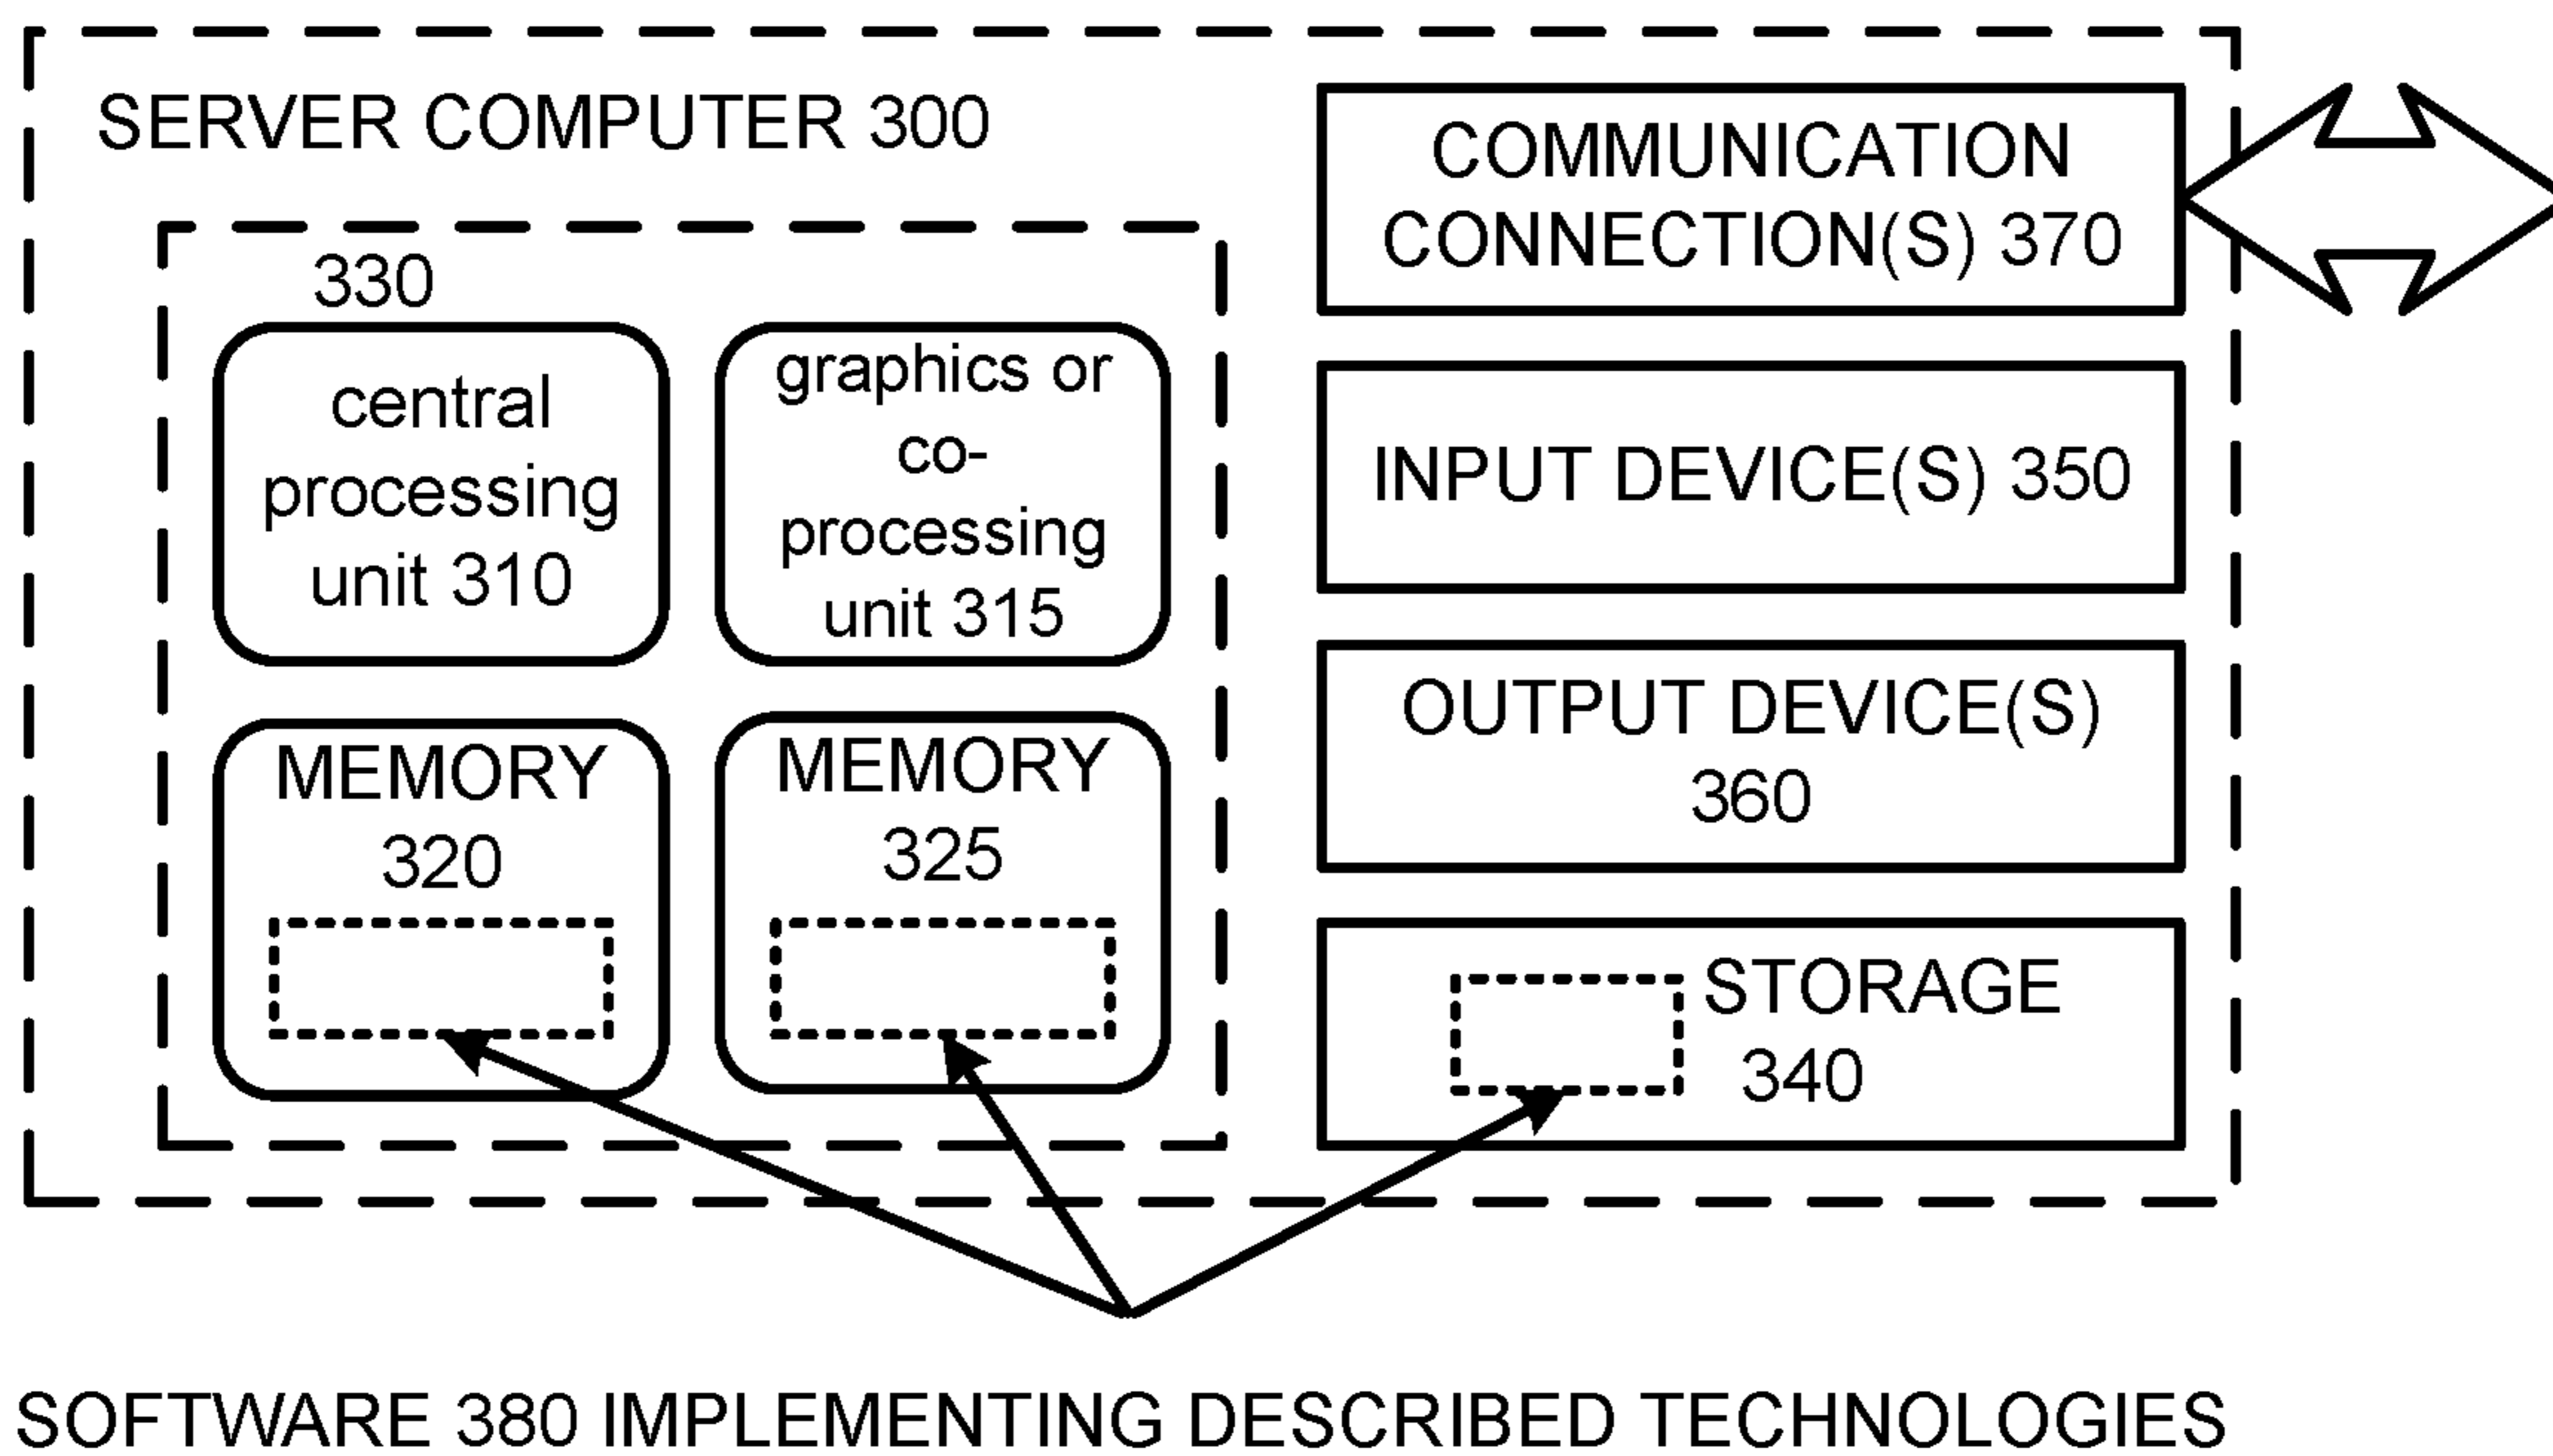 SERVER COMPUTER 300
330
central
processing
unit 310
graphics or
co-
processing
unit 315
MEMORY
320
MEMORY
325
COMMUNICATION
CONNECTION(S) 370
INPUT DEVICE(S) 350
OUTPUT DEVICE(S)
360
STORAGE
340
SOFTWARE 380 IMPLEMENTING DESCRIBED TECHNOLOGIES